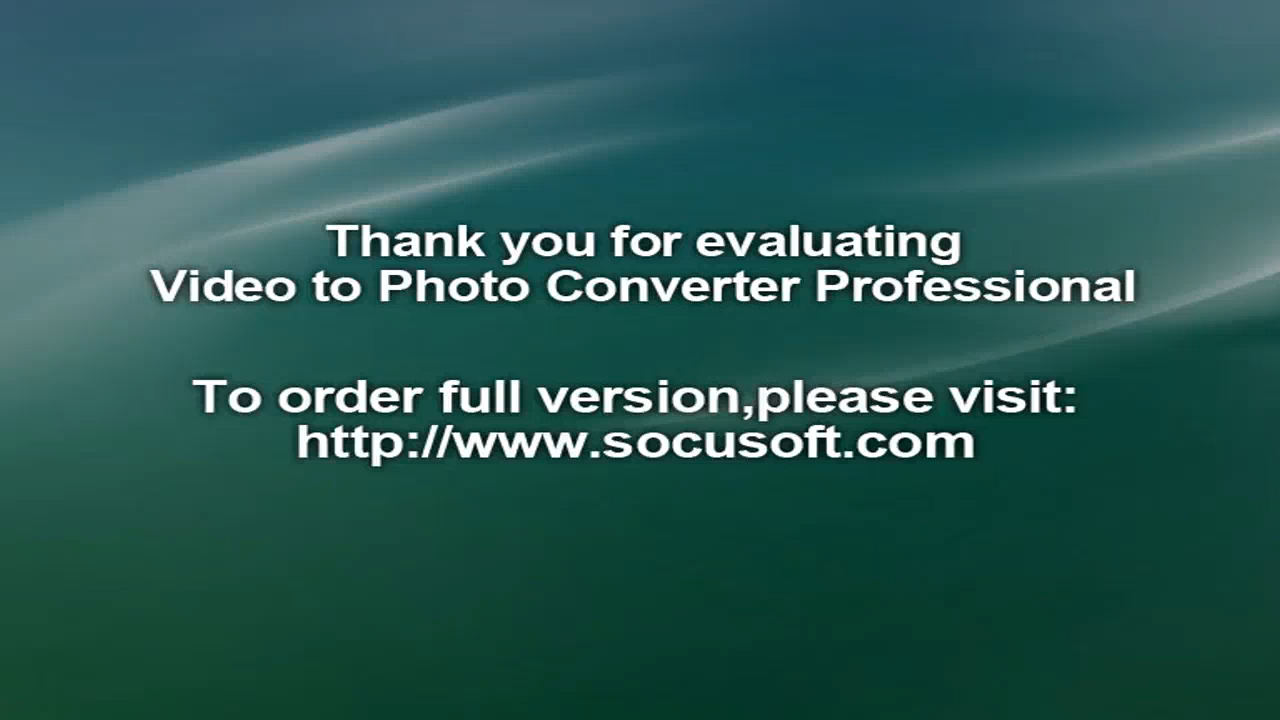 Thank you for evaluating
Video to Photo Converter Professional
To order full version,please visit:
http://www.socusoft.com